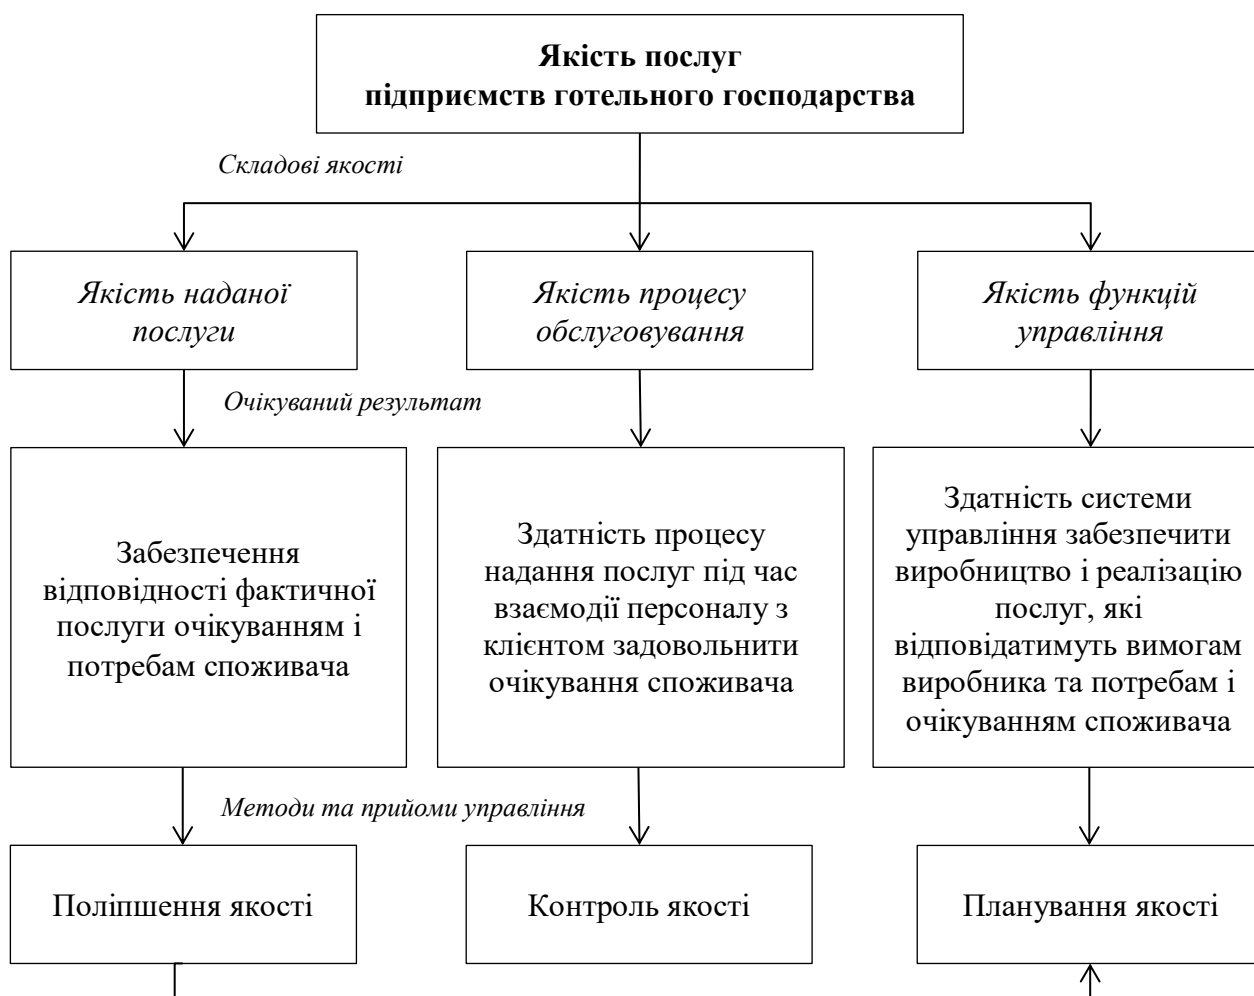 Якість послуг
підприємств готельного господарства
Складові якості
Якість наданої
послуги
Якість процесу
обслуговування
Якість функцій
управління
Очікуваний результат
Забезпечення
відповідності фактичної
послуги очікуванням і
потребам споживача
Здатність процесу
надання послуг під час
взаємодії персоналу з
клієнтом задовольнити
очікування споживача
Здатність системи
управління забезпечити
виробництво і реалізацію
послуг, які
відповідатимуть вимогам
виробника та потребам і
очікуванням споживача
Методи та прийоми управління
Поліпшення якості
Контроль якості
Планування якості